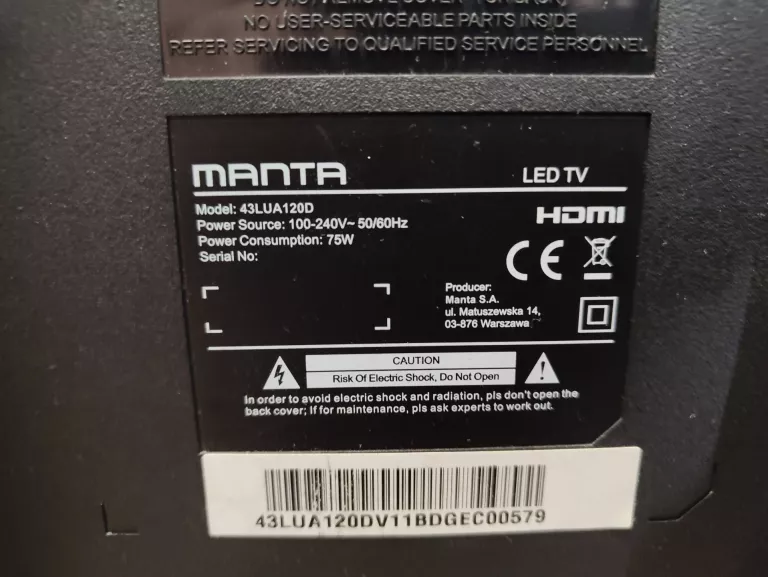 NO USER-SERVICEABLE PARTS INSIDE
REFER SERVICING TO QUALIFIED SERVICE PERSONNEL
MANTA
LED TV
Model: 43LUA120D
HDMI
Power Source: 100-240V~ 50/60Hz
Power Consumption: 75W
Serial No:
CE
Producer:
Manta S.A.
ul. Matuszewska 14,
03-876 Warszawa
CAUTION
Risk Of Electric Shock, Do Not Open
In order to avoid electric shock and radiation, pls don't open the
back cover; If for maintenance, pls ask experts to work out.
43LUA120DV11BDGEC00579